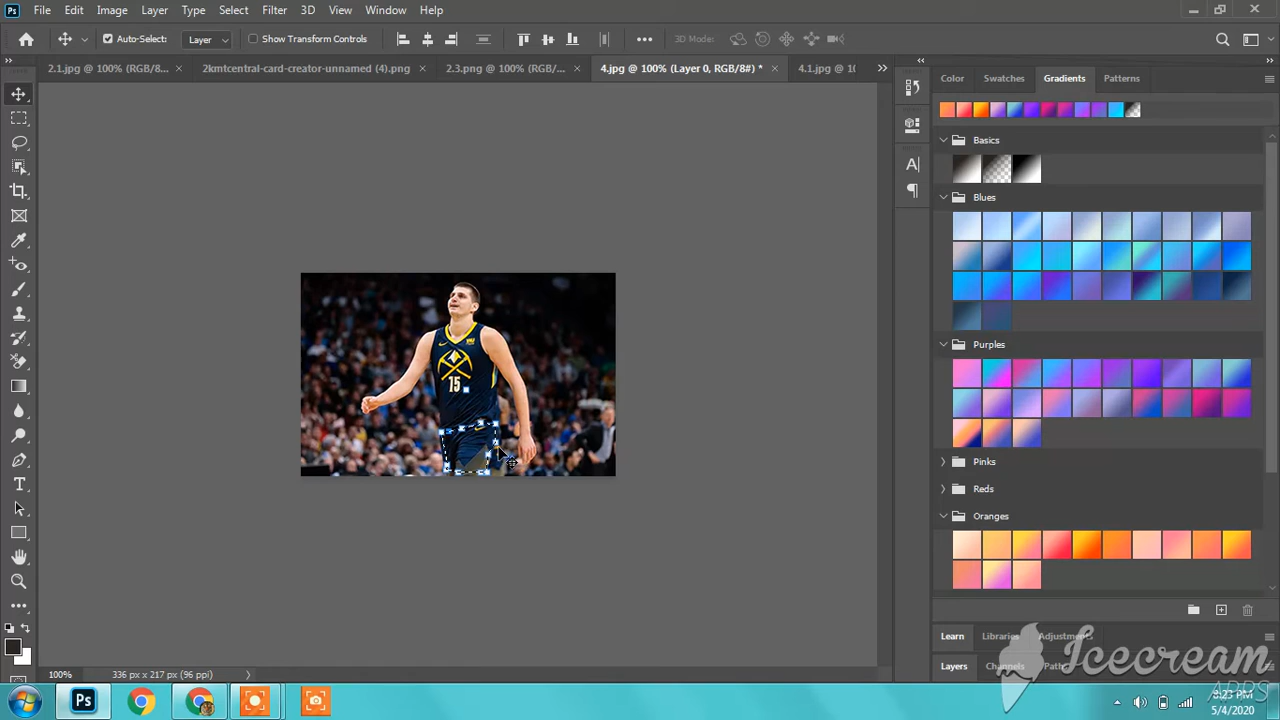 Ps File Edit Image Layer Type Select Filter 3D View Window Help
Auto-Select: Layer Show Transform Controls 3D Mode:
2.1.jpg @ 100% (RGB/8... × 2kmtcentral-card-creator-unnamed (4).png × 2.3.png @ 100% (RGB/... × 4.jpg @ 100% (Layer 0, RGB/8#) * × 4.1.jpg @ 10
Color Swatches Gradients Patterns
Basics
Blues
Purples
Pinks
Reds
Oranges
15
Learn Libraries Adjustments
Layers Channels Paths
100% 336 px x 217 px (96 ppi)
Icecream
APPS
Ps
8:23 PM
5/4/2020